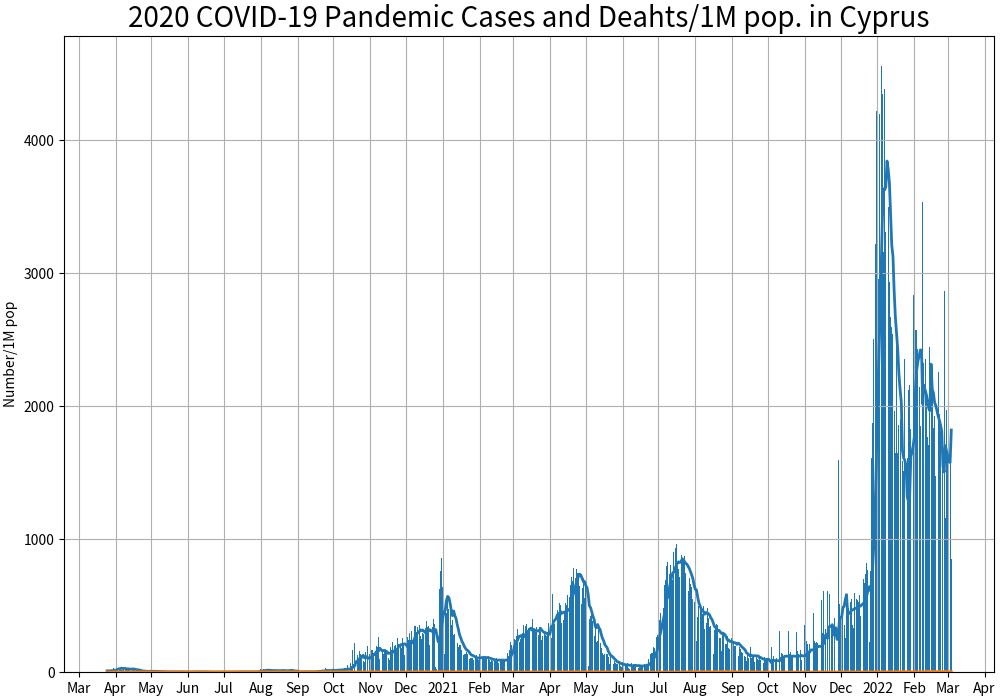 2020 COVID-19 Pandemic Cases and Deahts/1M pop. in Cyprus
Number/1M pop
4000
3000
2000
1000
0
Mar Apr May Jun Jul Aug Sep Oct Nov Dec 2021 Feb Mar Apr May Jun Jul Aug Sep Oct Nov Dec 2022 Feb Mar Apr